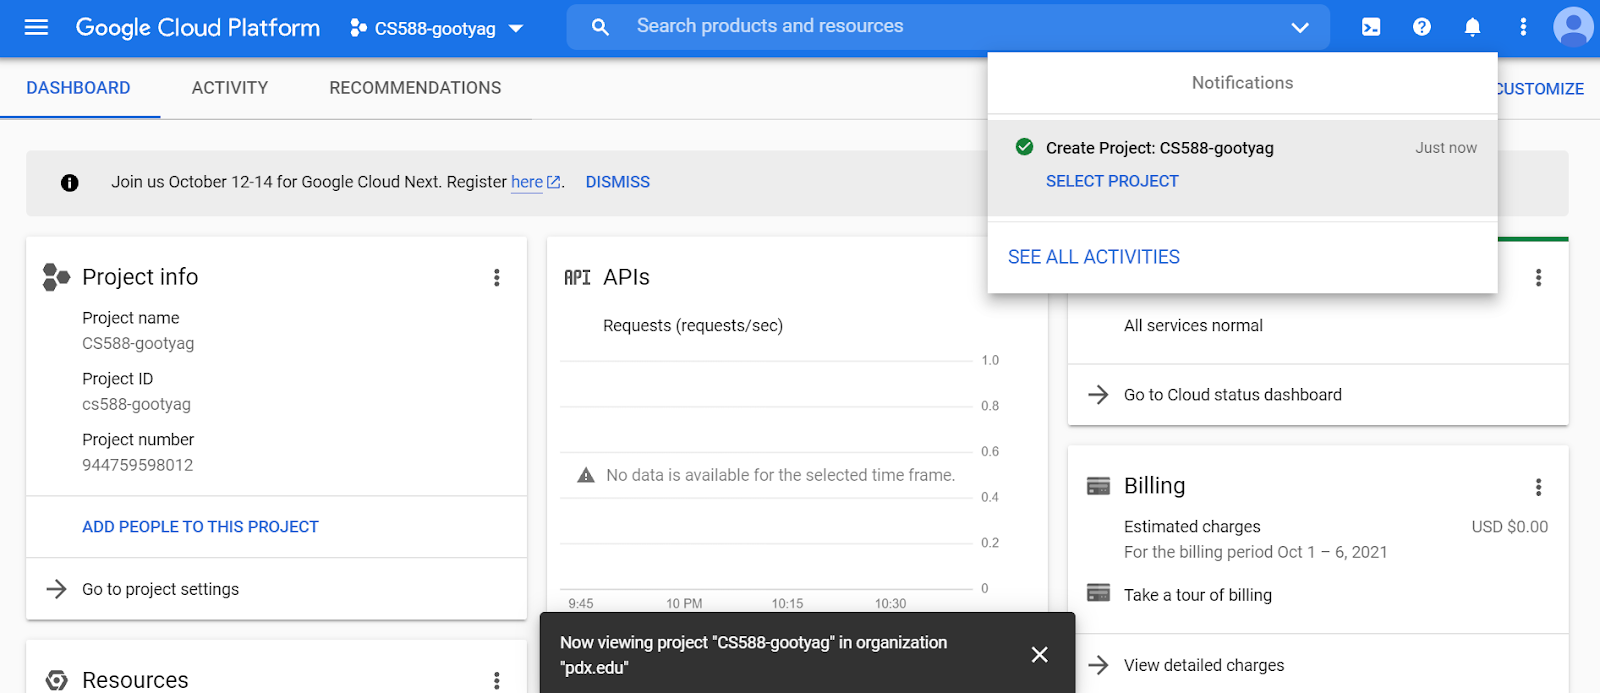 Google Cloud Platform
CS588-gootyag
Search products and resources
DASHBOARD
ACTIVITY
RECOMMENDATIONS
CUSTOMIZE
Notifications
Create Project: CS588-gootyag
Just now
SELECT PROJECT
SEE ALL ACTIVITIES
Join us October 12-14 for Google Cloud Next. Register here. DISMISS
Project info
Project name
CS588-gootyag
Project ID
cs588-gootyag
Project number
944759598012
ADD PEOPLE TO THIS PROJECT
Go to project settings
Resources
API APIs
Requests (requests/sec)
1.0
0.8
0.6
No data is available for the selected time frame.
0.4
0.2
0
9:45 10 PM 10:15 10:30
Now viewing project "CS588-gootyag" in organization
"pdx.edu"
All services normal
Go to Cloud status dashboard
Billing
Estimated charges
USD $0.00
For the billing period Oct 1 – 6, 2021
Take a tour of billing
View detailed charges